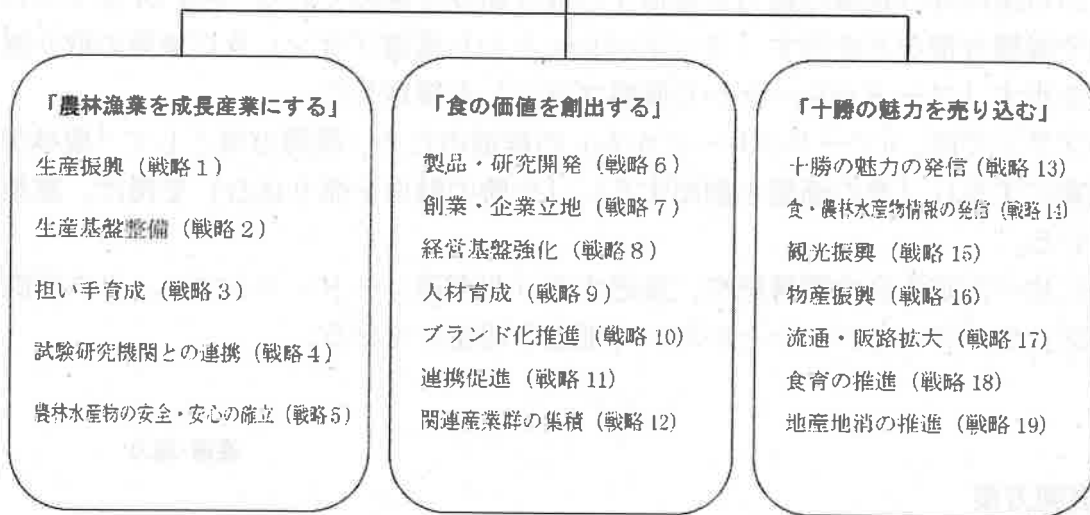 「農林漁業を成長産業にする」
生産振興（戦略1）
生産基盤整備（戦略2）
担い手育成（戦略3）
試験研究機関との連携（戦略4）
農林水産物の安全・安心の確立（戦略5）
「食の価値を創出する」
製品・研究開発（戦略6）
創業・企業立地（戦略7）
経営基盤強化（戦略8）
人材育成（戦略9）
ブランド化推進（戦略10）
連携促進（戦略11）
関連産業群の集積（戦略12）
「十勝の魅力を売り込む」
十勝の魅力の発信（戦略13）
食・農林水産物情報の発信（戦略14）
観光振興（戦略15）
物産振興（戦略16）
流通・販路拡大（戦略17）
食育の推進（戦略18）
地産地消の推進（戦略19）